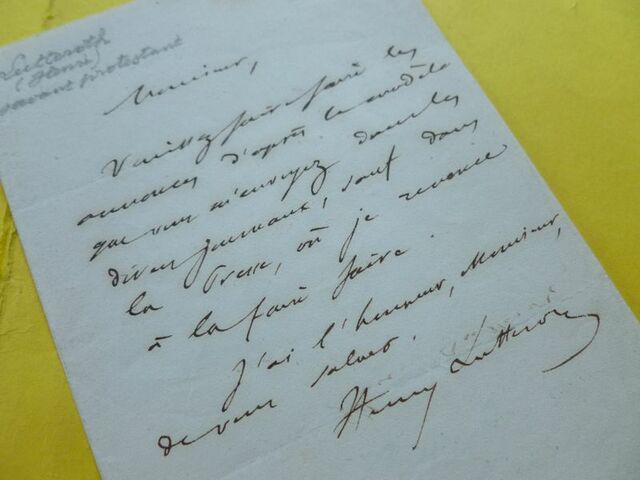 Lutteroth
(Henri)
savant protestant
Monsieur,
Veuillez faire faire les
annonces d'après le modèle
que vous m'envoyez dans les
divers journaux, sauf dans
la Presse, où je renonce
à la faire faire.
J'ai l'honneur, Monsieur,
de vous saluer.
Henry Lutteroth